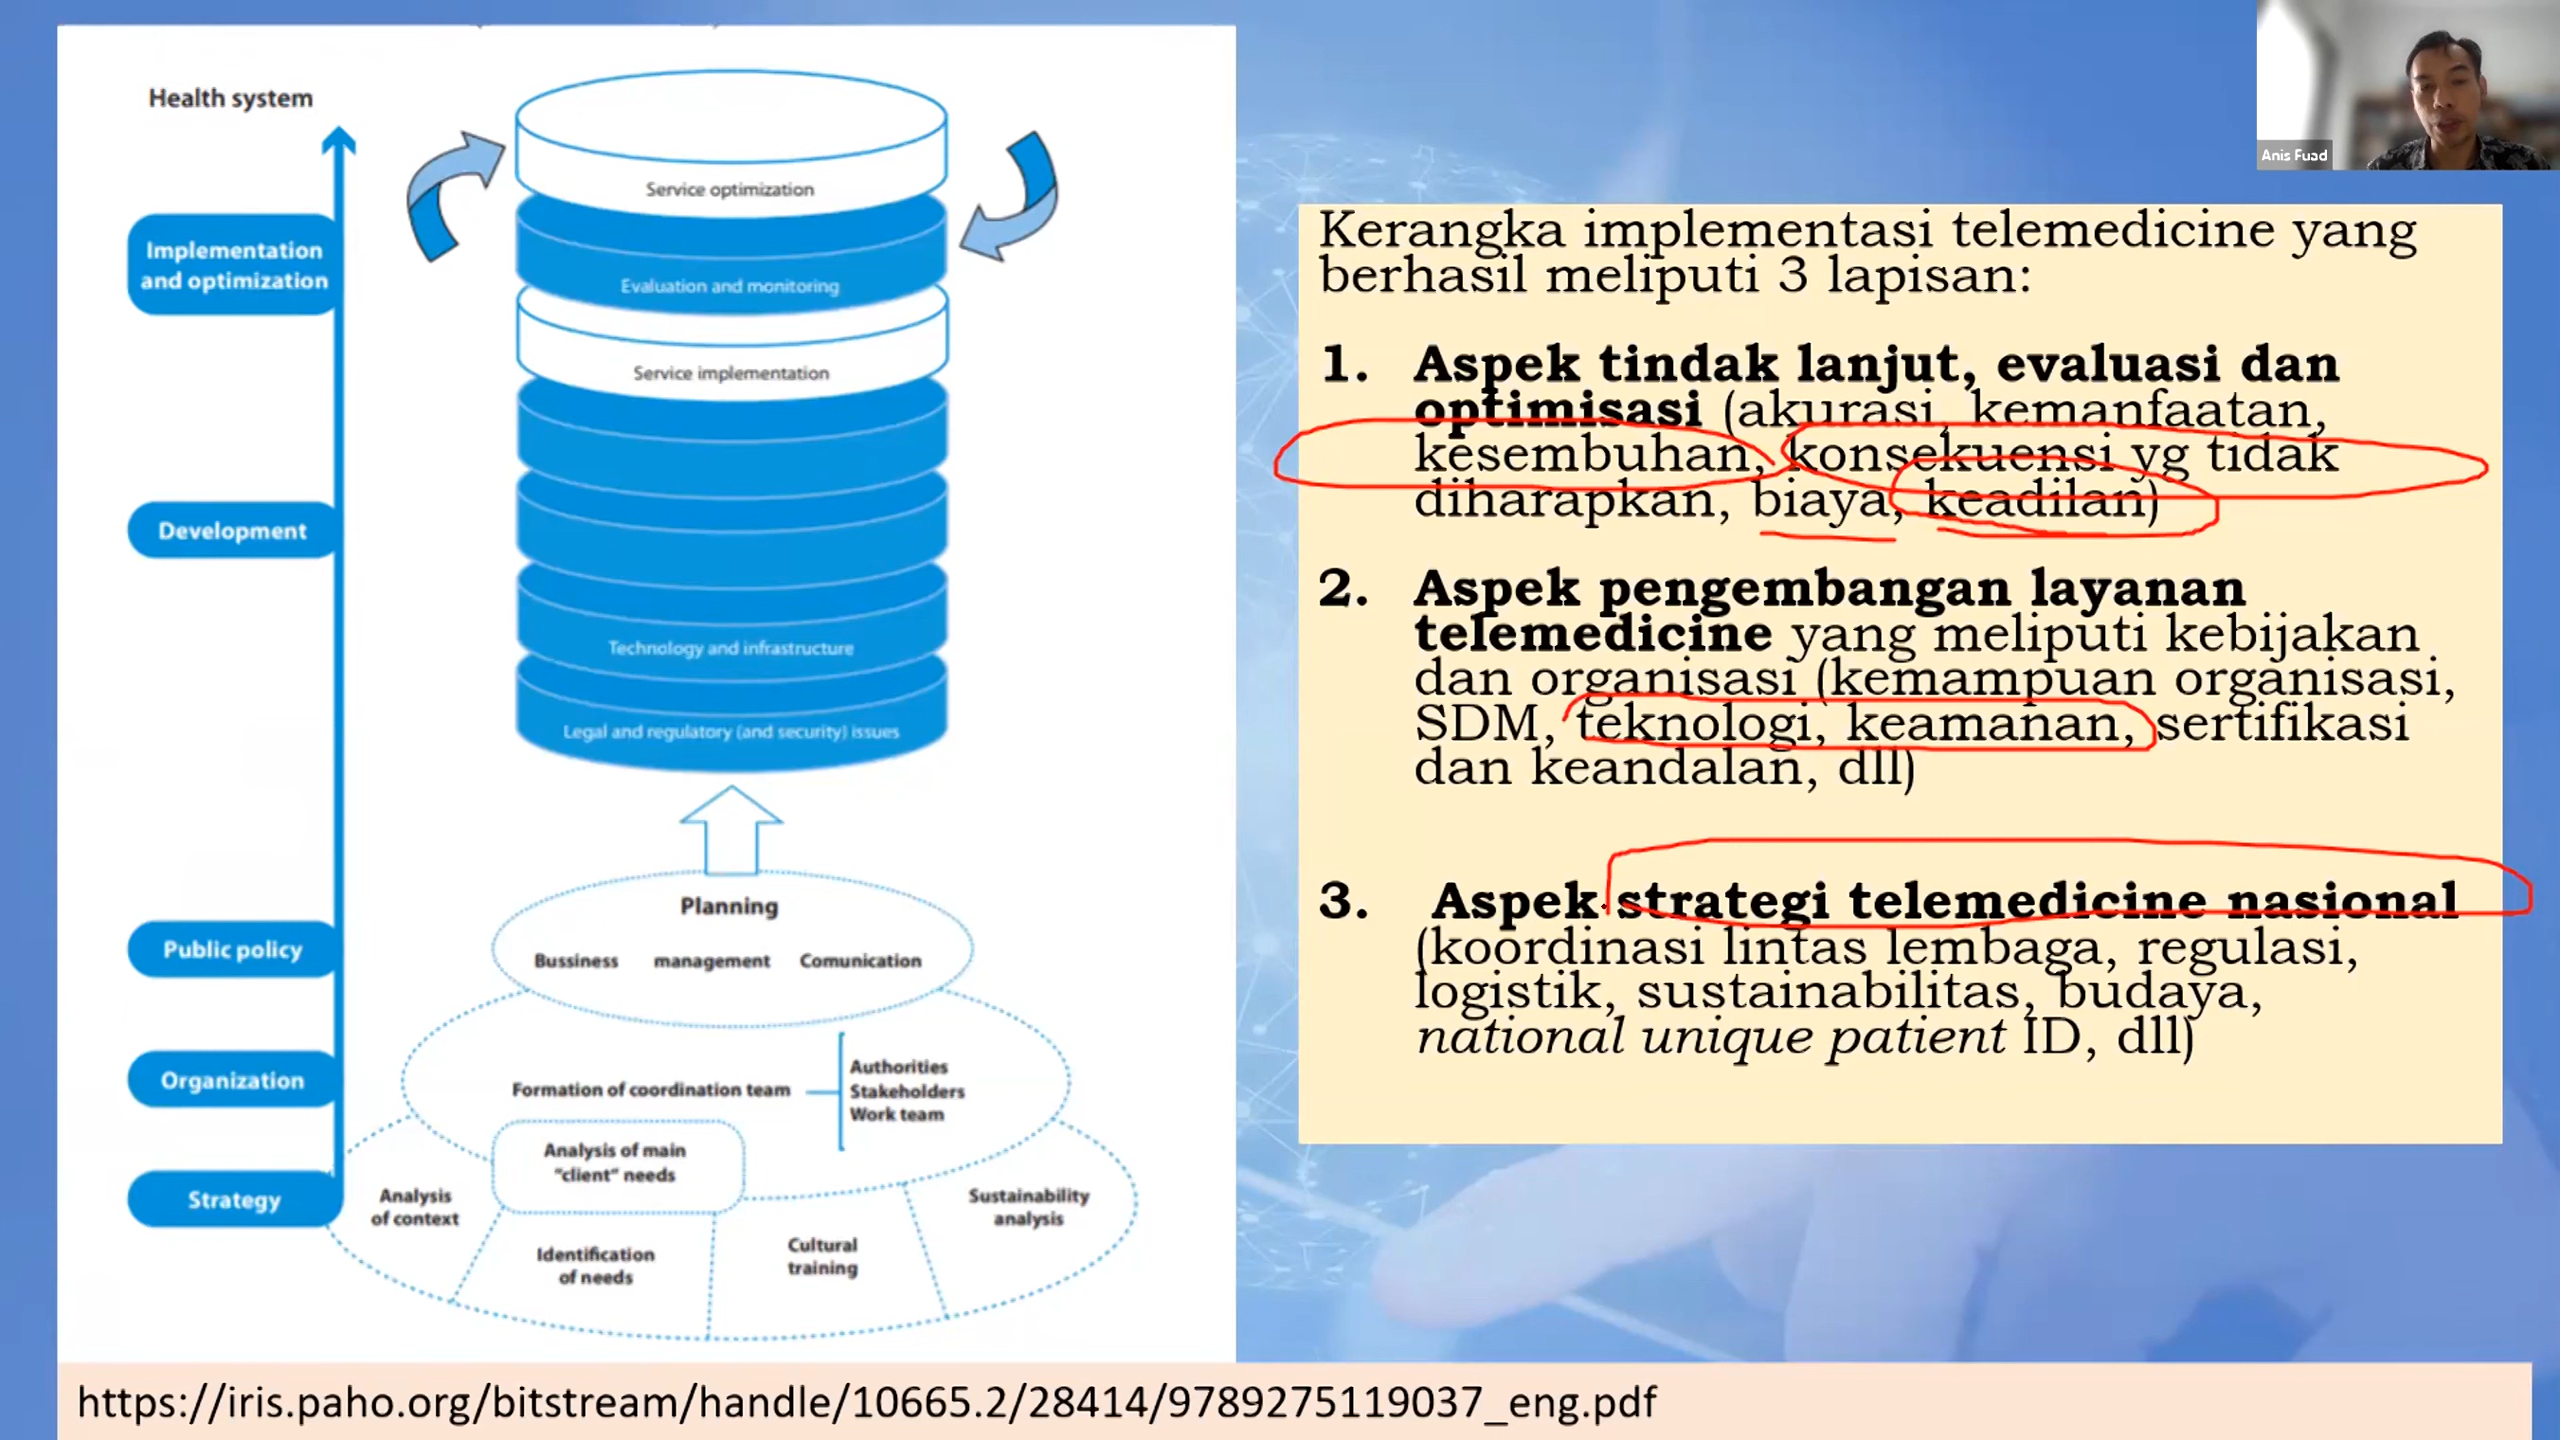 Health system
Implementation
and optimization
Development
Public policy
Organization
Strategy
Service optimization
Evaluation and monitoring
Service implementation
Technology and infrastructure
Legal and regulatory (and security) issues
Planning
Bussiness management Comunication
Formation of coordination team
Authorities
Stakeholders
Work team
Analysis of main
"client" needs
Analysis
of context
Identification
of needs
Cultural
training
Sustainability
analysis
Anis Fuad
Kerangka implementasi telemedicine yang
berhasil meliputi 3 lapisan:
1. Aspek tindak lanjut, evaluasi dan
optimisasi (akurasi, kemanfaatan,
kesembuhan, konsekuensi yg tidak
diharapkan, biaya, keadilan)
2. Aspek pengembangan layanan
telemedicine yang meliputi kebijakan
dan organisasi (kemampuan organisasi,
SDM, teknologi, keamanan, sertifikasi
dan keandalan, dll)
3. Aspek strategi telemedicine nasional
(koordinasi lintas lembaga, regulasi,
logistik, sustainabilitas, budaya,
national unique patient ID, dll)
https://iris.paho.org/bitstream/handle/10665.2/28414/9789275119037_eng.pdf